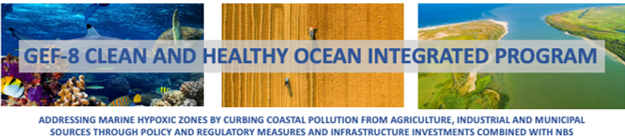 GEF-8 CLEAN AND HEALTHY OCEAN INTEGRATED PROGRAM
ADDRESSING MARINE HYPOXIC ZONES BY CURBING COASTAL POLLUTION FROM AGRICULTURE, INDUSTRIAL AND MUNICIPAL
SOURCES THROUGH POLICY AND REGULATORY MEASURES AND INFRASTRUCTURE INVESTMENTS COMBINED WITH NBS